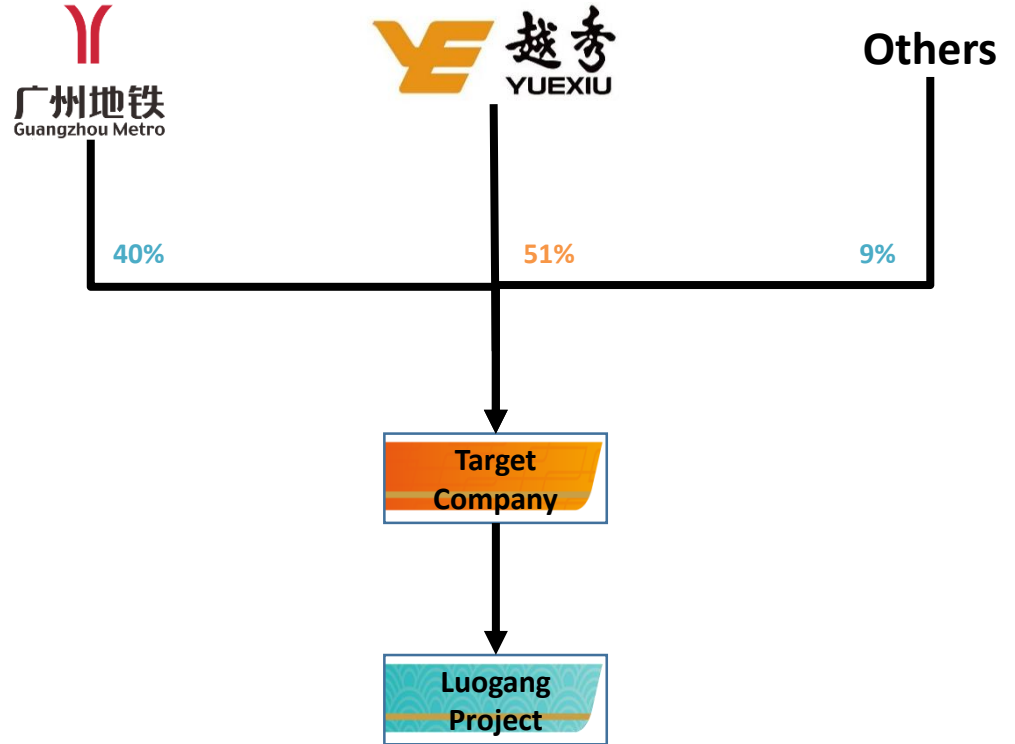 广州地铁
Guangzhou Metro
越秀
YUEXIU
Others
40%
51%
9%
Target
Company
Luogang
Project